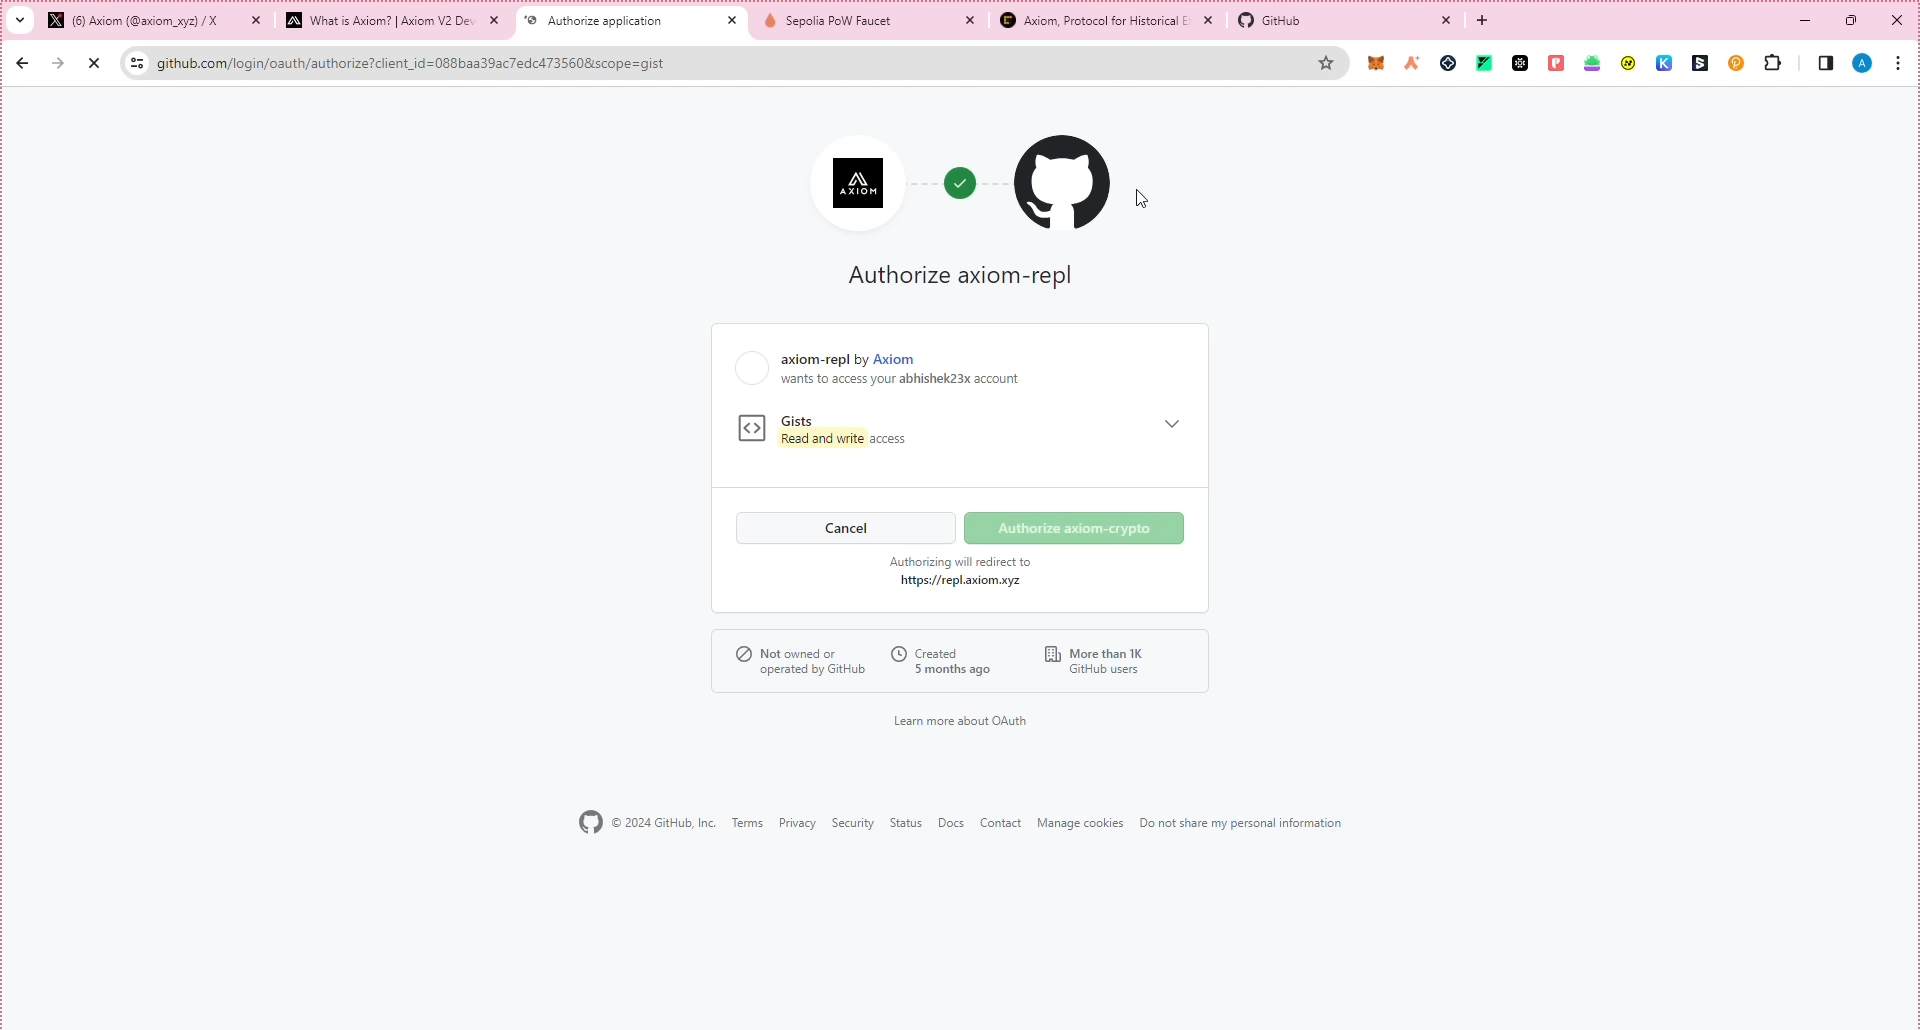 (6) Axiom (@axiom_xyz) / X
What is Axiom? | Axiom V2 Dev
Authorize application
Sepolia PoW Faucet
Axiom, Protocol for Historical E
GitHub
github.com/login/oauth/authorize?client_id=088baa39ac7edc473560&scope=gist
A
AXIOM
Authorize axiom-repl
axiom-repl by Axiom
wants to access your abhishek23x account
Gists
Read and write access
Cancel
Authorize axiom-crypto
Authorizing will redirect to
https://repl.axiom.xyz
Not owned or
operated by GitHub
Created
5 months ago
More than 1K
GitHub users
Learn more about OAuth
© 2024 GitHub, Inc. Terms Privacy Security Status Docs Contact Manage cookies Do not share my personal information